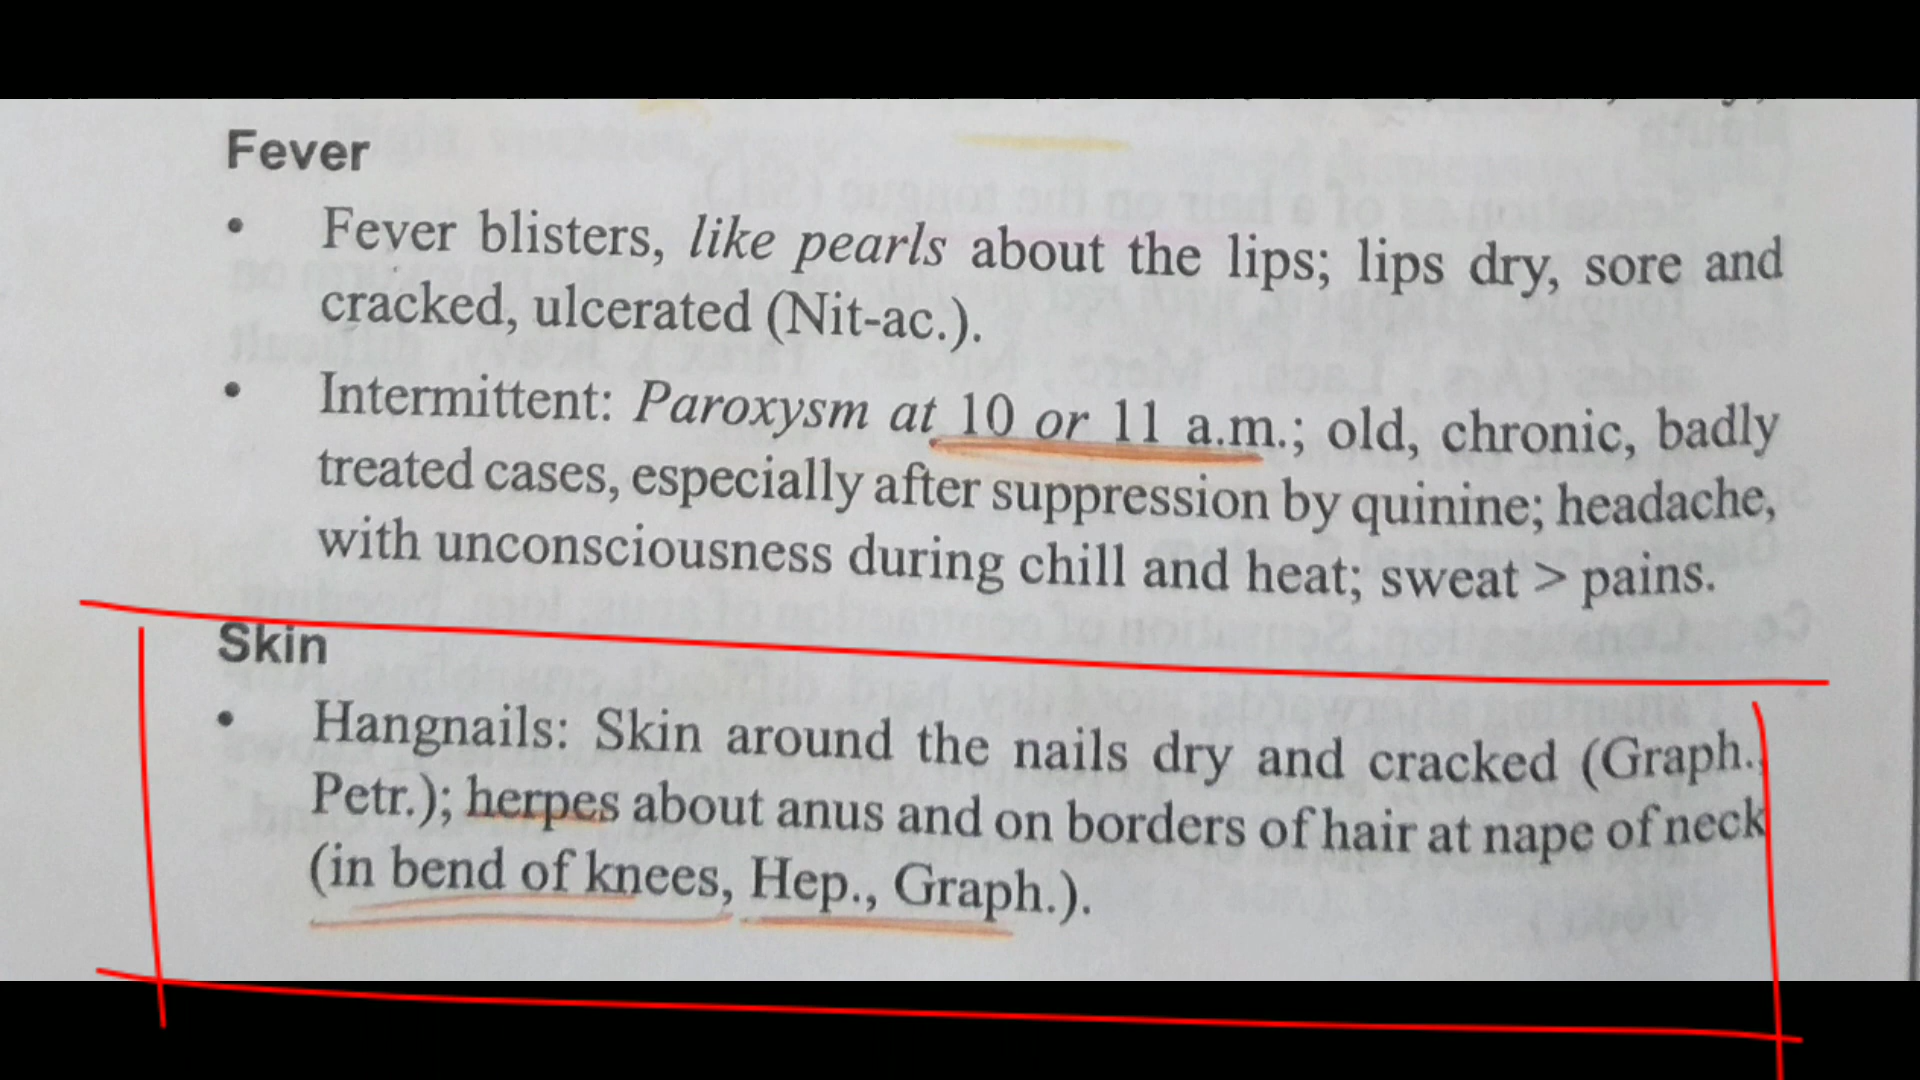 Fever
• Fever blisters, like pearls about the lips; lips dry, sore and
cracked, ulcerated (Nit-ac.).
• Intermittent: Paroxysm at 10 or 11 a.m.; old, chronic, badly
treated cases, especially after suppression by quinine; headache,
with unconsciousness during chill and heat; sweat > pains.
Skin
• Hangnails: Skin around the nails dry and cracked (Graph.,
Petr.); herpes about anus and on borders of hair at nape of neck
(in bend of knees, Hep., Graph.).